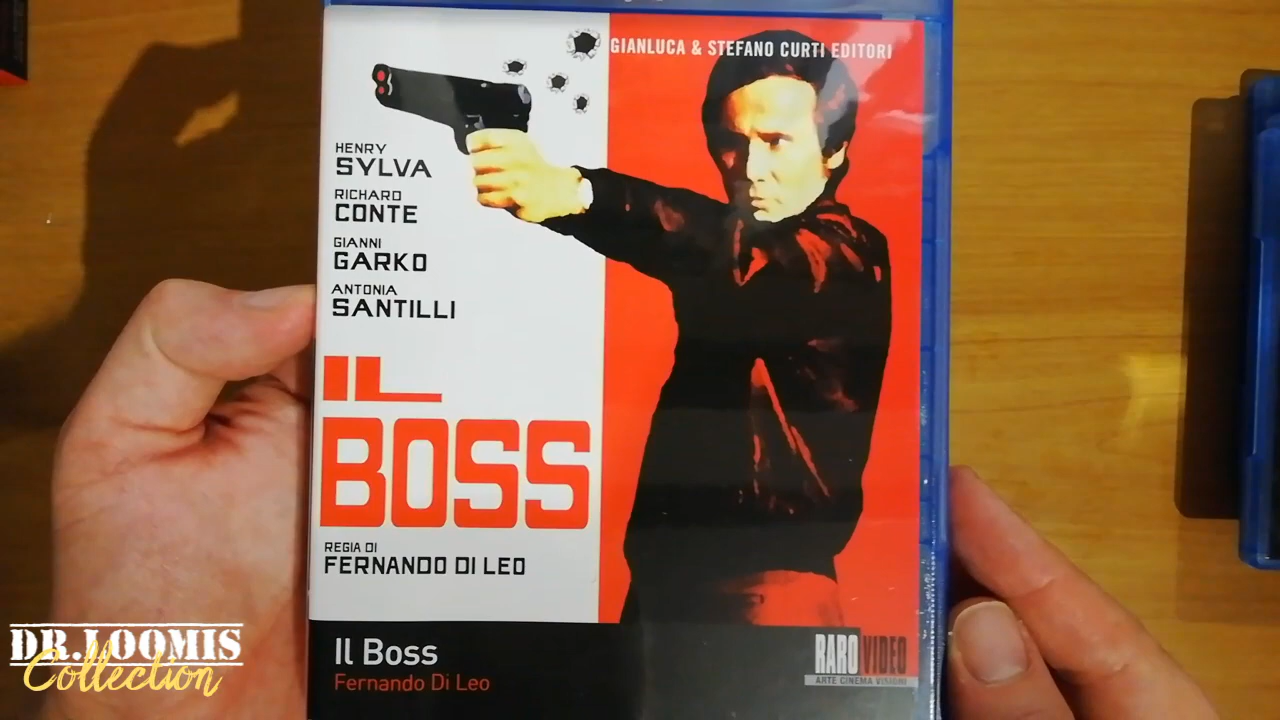 GIANLUCA & STEFANO CURTI EDITORI
HENRY
SYLVA
RICHARD
CONTE
GIANNI
GARKO
ANTONIA
SANTILLI
IL
BOSS
REGIA DI
FERNANDO DI LEO
Il Boss
Fernando Di Leo
RARO VIDEO
ARTE CINEMA VISIONI
DR. LOOMIS
Collection